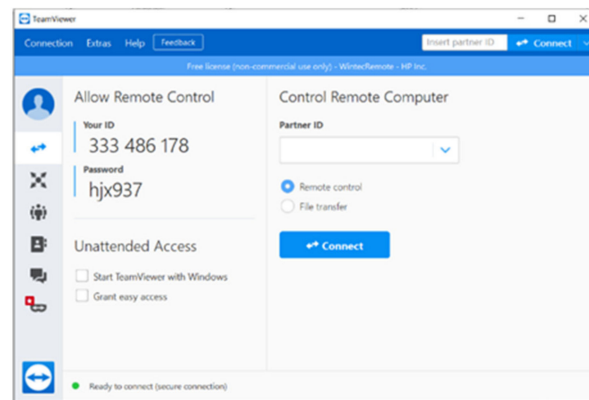 TeamViewer
Connection Extras Help Feedback
Insert partner ID Connect
Free license (non-commercial use only) - WintecRemote - HP Inc.
Allow Remote Control
Your ID
333 486 178
Password
hjx937
Unattended Access
Start TeamViewer with Windows
Grant easy access
Control Remote Computer
Partner ID
Remote control
File transfer
Connect
Ready to connect (secure connection)